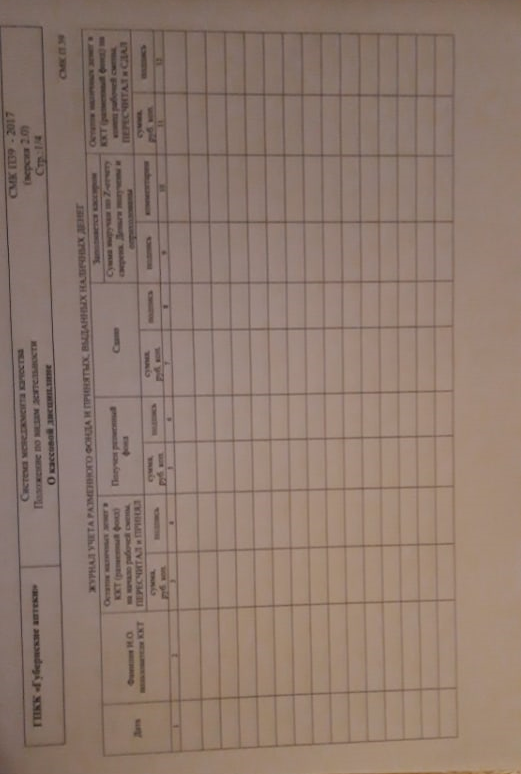 ГПКК «Губернские аптеки»
Система менеджмента качества
Положение по видам деятельности
О кассовой дисциплине
СМК П39 - 2017
(версия 2.0)
Стр.:1/4
СМК П 39
ЖУРНАЛ УЧЕТА РАЗМЕННОГО ФОНДА И ПРИНЯТЫХ, ВЫДАННЫХ НАЛИЧНЫХ ДЕНЕГ
Дата
Фамилия И.О.
пользователя ККТ
Остаток наличных денег в
ККТ (разменный фонд)
на начало рабочей смены,
ПЕРЕСЧИТАЛ и ПРИНЯЛ
сумма,
руб. коп.
подпись
Получен разменный
фонд
сумма,
руб. коп.
подпись
Сдано
сумма,
руб. коп.
подпись
Заполняется кассиром
Сумма выручки по Z-отчету
сверена. Деньги получены и
оприходованы
подпись
комментарии
Остаток наличных денег в
ККТ (разменный фонд) на
конец рабочей смены,
ПЕРЕСЧИТАЛ и СДАЛ
сумма,
руб. коп.
подпись
1 2 3 4 5 6 7 8 9 10 11 12